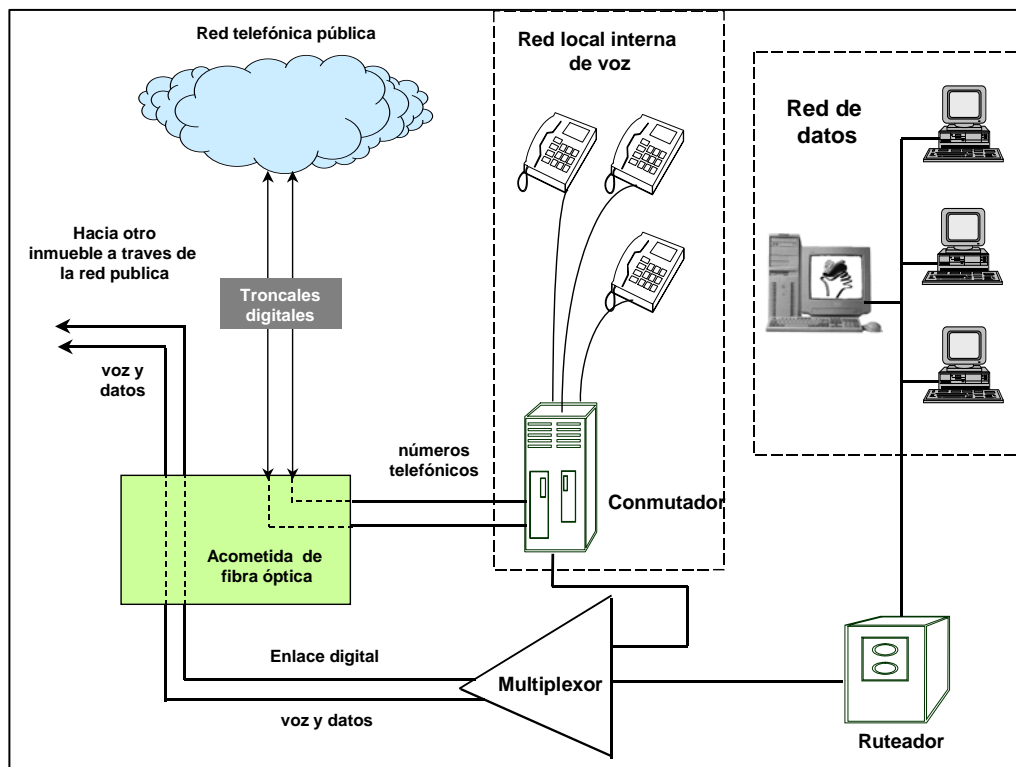 Red telefónica pública
Red local interna
de voz
Red de
datos
Hacia otro
inmueble a traves de
la red publica
Troncales
digitales
voz y
datos
números
telefónicos
Conmutador
Acometida de
fibra óptica
Enlace digital
Multiplexor
voz y datos
Ruteador